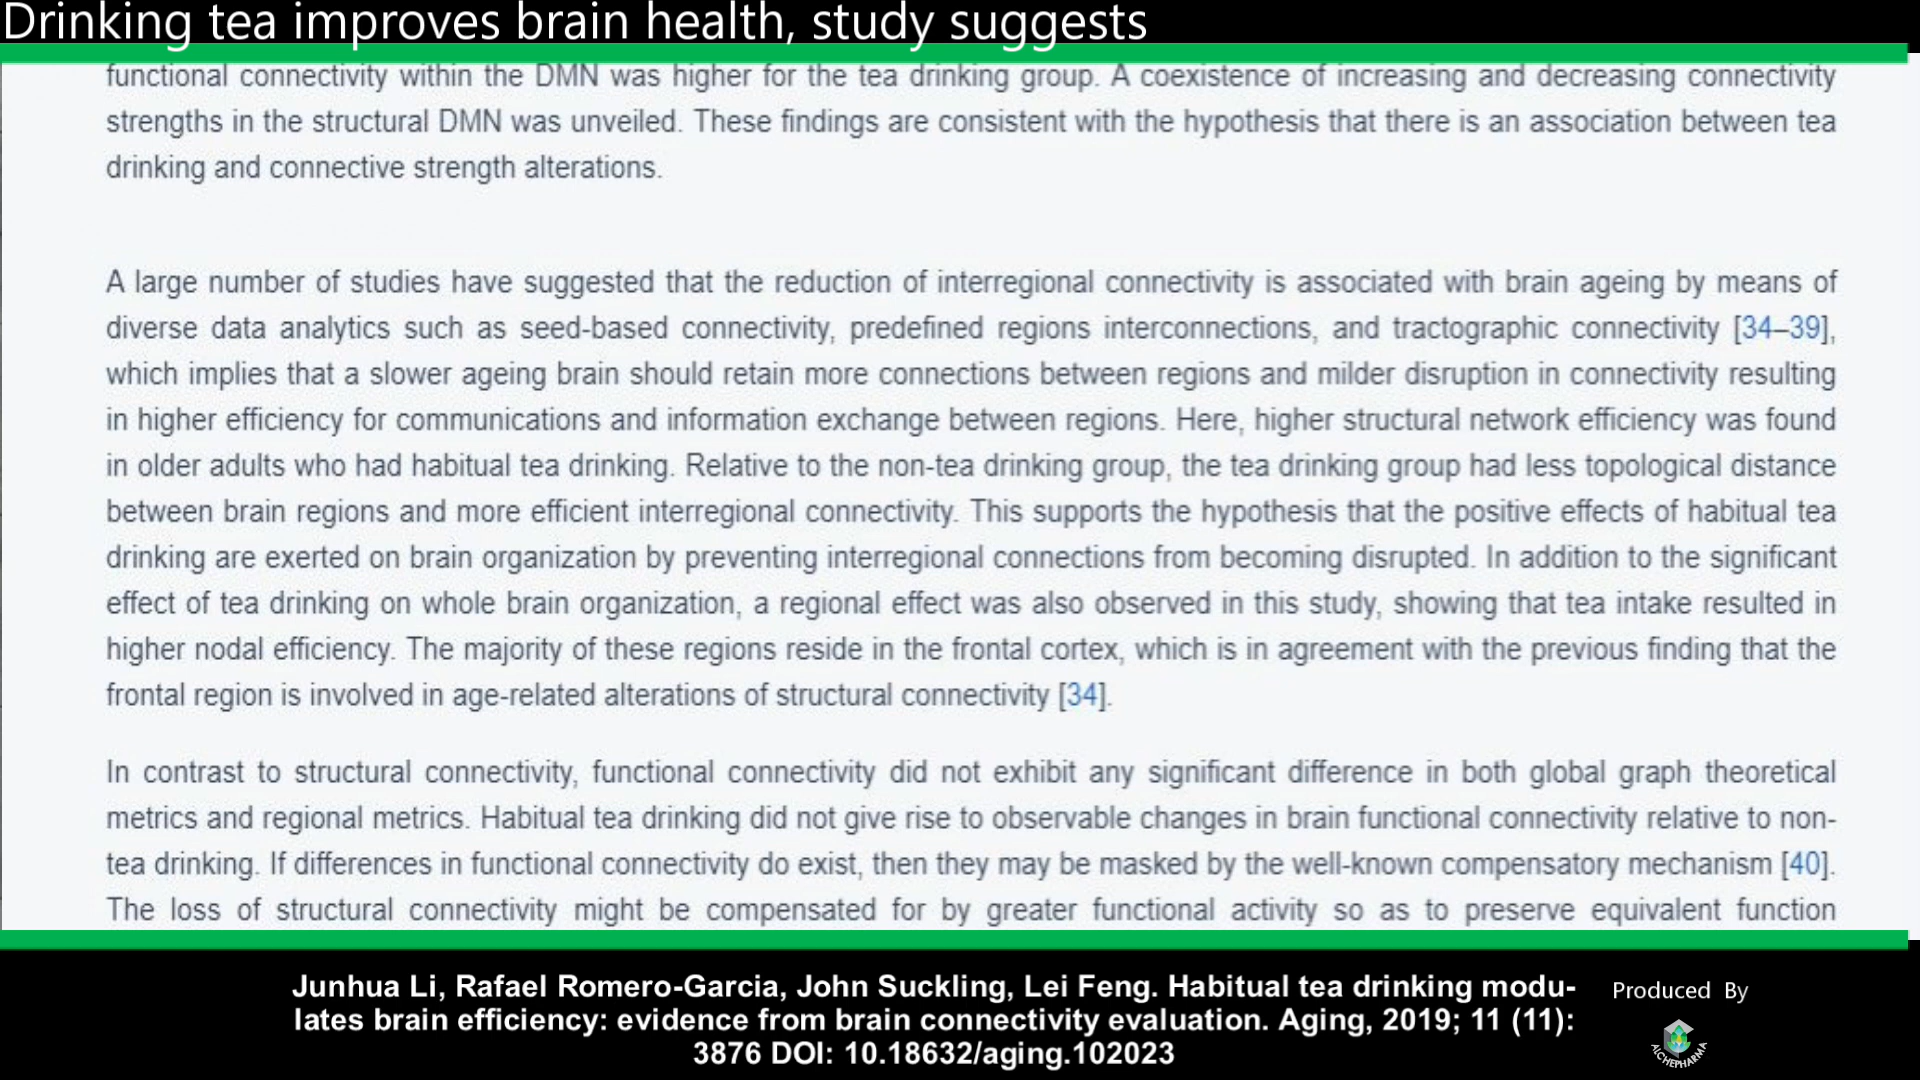 Drinking tea improves brain health, study suggests
functional connectivity within the DMN was higher for the tea drinking group. A coexistence of increasing and decreasing connectivity
strengths in the structural DMN was unveiled. These findings are consistent with the hypothesis that there is an association between tea
drinking and connective strength alterations.
A large number of studies have suggested that the reduction of interregional connectivity is associated with brain ageing by means of
diverse data analytics such as seed-based connectivity, predefined regions interconnections, and tractographic connectivity [34–39],
which implies that a slower ageing brain should retain more connections between regions and milder disruption in connectivity resulting
in higher efficiency for communications and information exchange between regions. Here, higher structural network efficiency was found
in older adults who had habitual tea drinking. Relative to the non-tea drinking group, the tea drinking group had less topological distance
between brain regions and more efficient interregional connectivity. This supports the hypothesis that the positive effects of habitual tea
drinking are exerted on brain organization by preventing interregional connections from becoming disrupted. In addition to the significant
effect of tea drinking on whole brain organization, a regional effect was also observed in this study, showing that tea intake resulted in
higher nodal efficiency. The majority of these regions reside in the frontal cortex, which is in agreement with the previous finding that the
frontal region is involved in age-related alterations of structural connectivity [34].
In contrast to structural connectivity, functional connectivity did not exhibit any significant difference in both global graph theoretical
metrics and regional metrics. Habitual tea drinking did not give rise to observable changes in brain functional connectivity relative to non-
tea drinking. If differences in functional connectivity do exist, then they may be masked by the well-known compensatory mechanism [40].
The loss of structural connectivity might be compensated for by greater functional activity so as to preserve equivalent function
Junhua Li, Rafael Romero-Garcia, John Suckling, Lei Feng. Habitual tea drinking modu-
lates brain efficiency: evidence from brain connectivity evaluation. Aging, 2019; 11 (11):
3876 DOI: 10.18632/aging.102023
Produced By
AICHEPHARMA